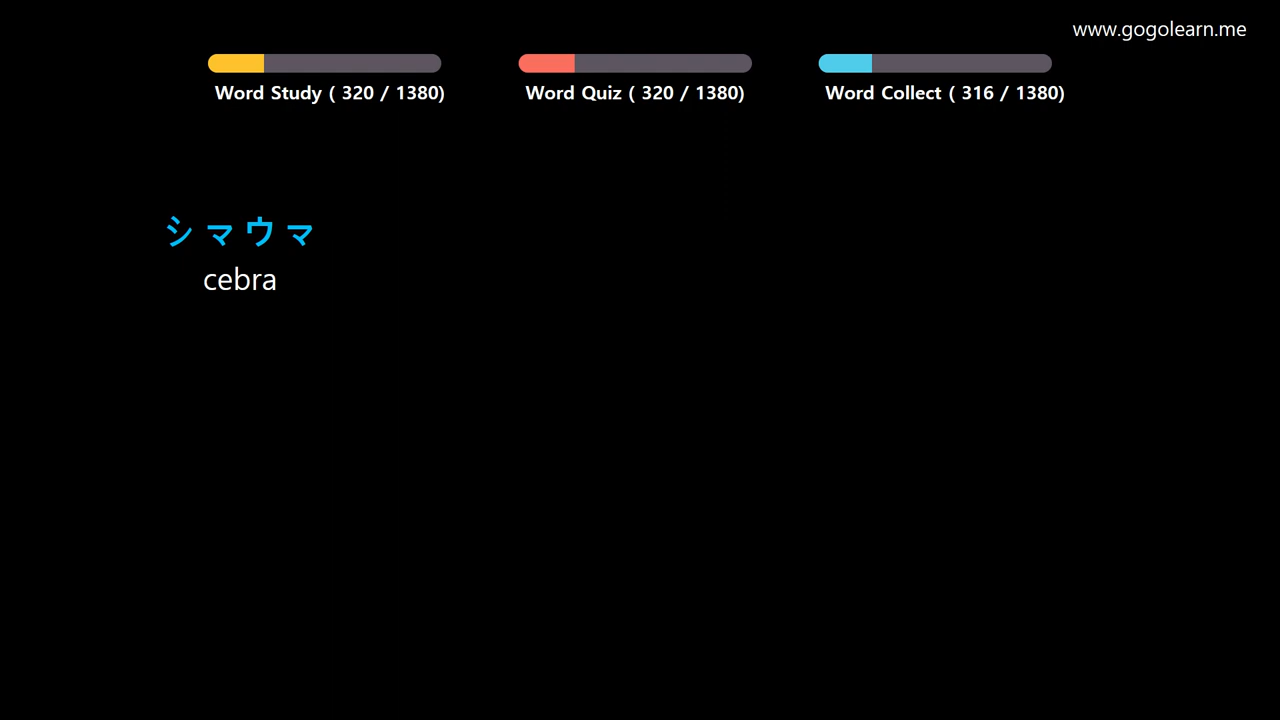 www.gogolearn.me
Word Study ( 320 / 1380)
Word Quiz ( 320 / 1380)
Word Collect ( 316 / 1380)
シマウマ
cebra